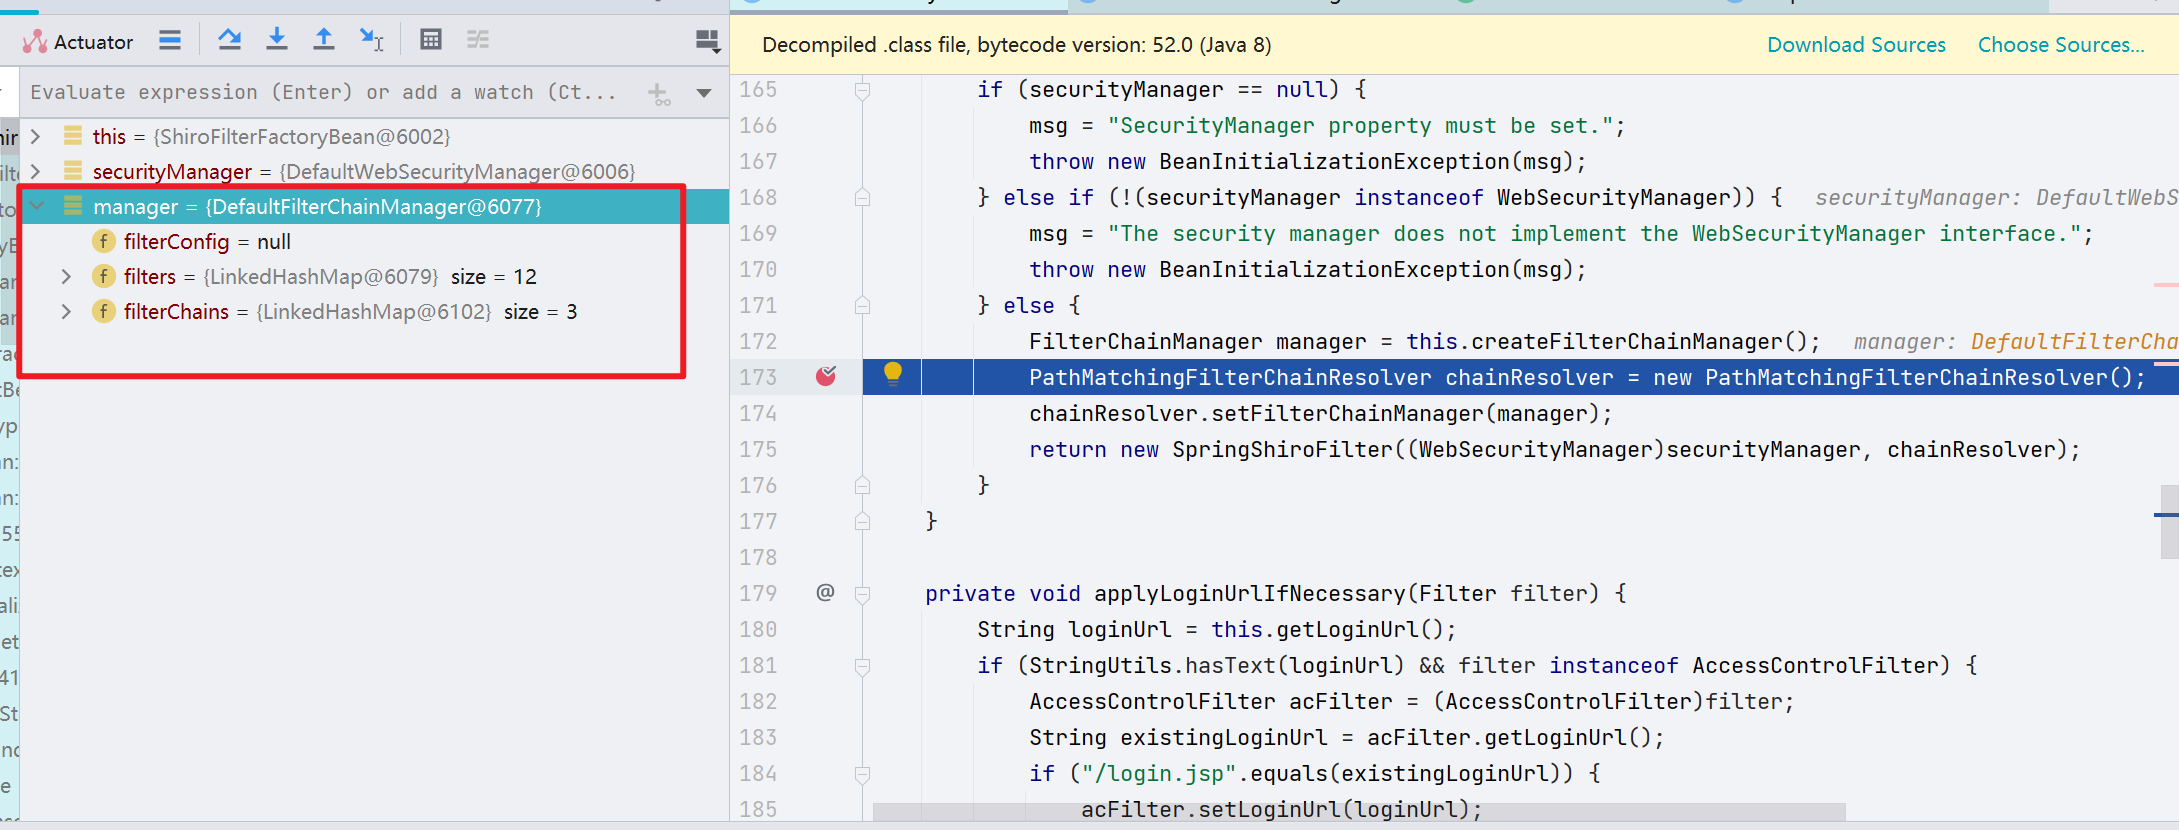 Actuator
Evaluate expression (Enter) or add a watch (Ct...
this = {ShiroFilterFactoryBean@6002}
securityManager = {DefaultWebSecurityManager@6006}
manager = {DefaultFilterChainManager@6077}
filterConfig = null
filters = {LinkedHashMap@6079} size = 12
filterChains = {LinkedHashMap@6102} size = 3
Decompiled .class file, bytecode version: 52.0 (Java 8)
Download Sources
Choose Sources...
165 if (securityManager == null) {
166 msg = "SecurityManager property must be set.";
167 throw new BeanInitializationException(msg);
168 } else if (!(securityManager instanceof WebSecurityManager)) { securityManager: DefaultWebS
169 msg = "The security manager does not implement the WebSecurityManager interface.";
170 throw new BeanInitializationException(msg);
171 } else {
172 FilterChainManager manager = this.createFilterChainManager(); manager: DefaultFilterCha
173 PathMatchingFilterChainResolver chainResolver = new PathMatchingFilterChainResolver();
174 chainResolver.setFilterChainManager(manager);
175 return new SpringShiroFilter((WebSecurityManager)securityManager, chainResolver);
176 }
177 }
178
179 @ private void applyLoginUrlIfNecessary(Filter filter) {
180 String loginUrl = this.getLoginUrl();
181 if (StringUtils.hasText(loginUrl) && filter instanceof AccessControlFilter) {
182 AccessControlFilter acFilter = (AccessControlFilter)filter;
183 String existingLoginUrl = acFilter.getLoginUrl();
184 if ("/login.jsp".equals(existingLoginUrl)) {
185 acFilter.setLoginUrl(loginUrl);